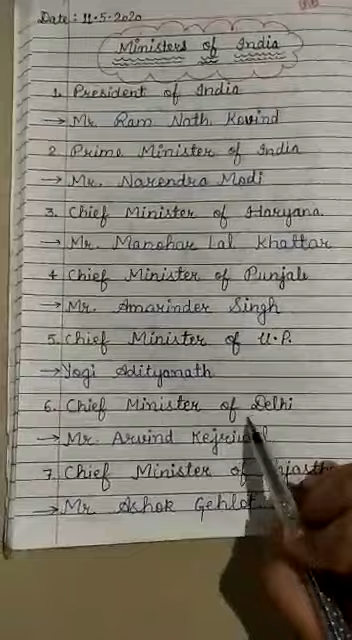 Date: 11.5.2020
Ministers of India
1. President of India
→ Mr. Ram Nath Kovind
2. Prime Minister of India
→ Mr. Narendra Modi
3. Chief Minister of Haryana.
→ Mr. Manohar Lal Khattar
4. Chief Minister of Punjab
→ Mr. Amarinder Singh
5. Chief Minister of U.P.
→ Yogi Adityanath
6. Chief Minister of Delhi
→ Mr. Arvind Kejriwal
7. Chief Minister of
→ Mr Ashok Gehlot.